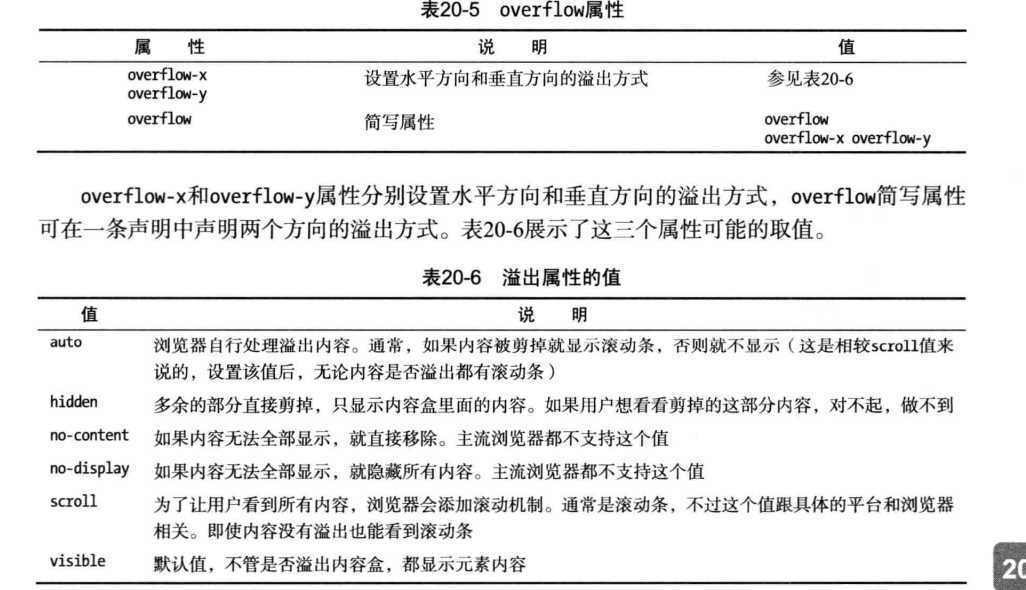 表20-5 overflow属性
属 性 说 明 值
overflow-x 设置水平方向和垂直方向的溢出方式 参见表20-6
overflow-y
overflow 简写属性 overflow
overflow-x overflow-y
overflow-x和overflow-y属性分别设置水平方向和垂直方向的溢出方式，overflow简写属性
可在一条声明中声明两个方向的溢出方式。表20-6展示了这三个属性可能的取值。
表20-6 溢出属性的值
值 说 明
auto 浏览器自行处理溢出内容。通常，如果内容被剪掉就显示滚动条，否则就不显示（这是相较scroll值来
说的，设置该值后，无论内容是否溢出都有滚动条）
hidden 多余的部分直接剪掉，只显示内容盒里面的内容。如果用户想看看剪掉的这部分内容，对不起，做不到
no-content 如果内容无法全部显示，就直接移除。主流浏览器都不支持这个值
no-display 如果内容无法全部显示，就隐藏所有内容。主流浏览器都不支持这个值
scroll 为了让用户看到所有内容，浏览器会添加滚动机制。通常是滚动条，不过这个值跟具体的平台和浏览器
相关。即使内容没有溢出也能看到滚动条
visible 默认值，不管是否溢出内容盒，都显示元素内容
20